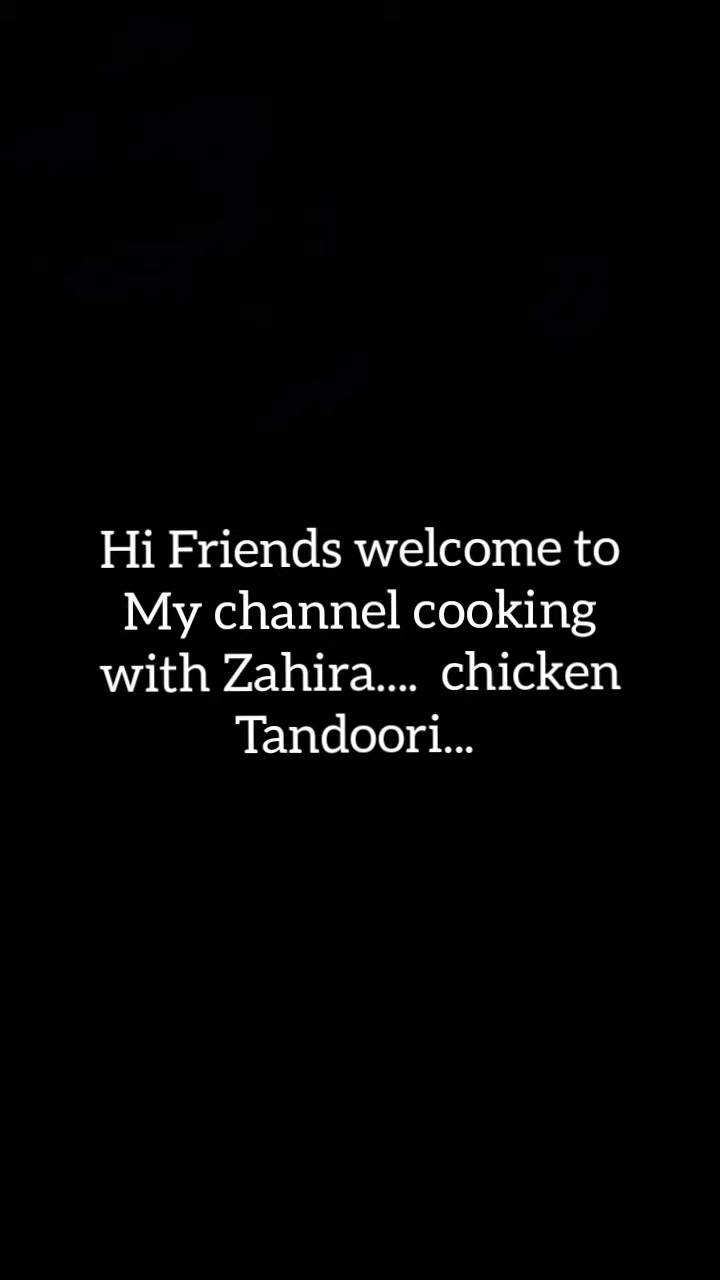 Hi Friends welcome to
My channel cooking
with Zahira....  chicken
Tandoori...